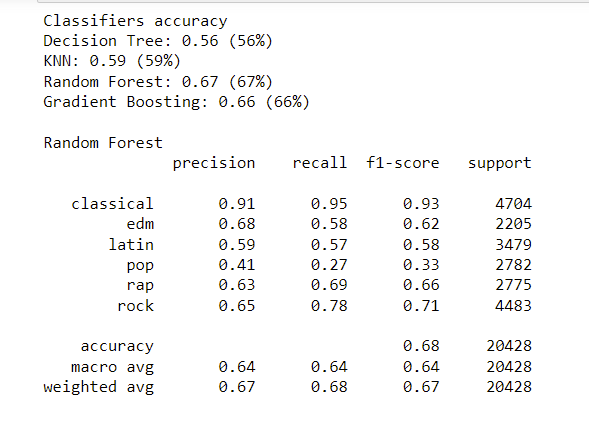 Classifiers accuracy
Decision Tree: 0.56 (56%)
KNN: 0.59 (59%)
Random Forest: 0.67 (67%)
Gradient Boosting: 0.66 (66%)
Random Forest
precision recall f1-score support
classical 0.91 0.95 0.93 4704
edm 0.68 0.58 0.62 2205
latin 0.59 0.57 0.58 3479
pop 0.41 0.27 0.33 2782
rap 0.63 0.69 0.66 2775
rock 0.65 0.78 0.71 4483
accuracy 0.68 20428
macro avg 0.64 0.64 0.64 20428
weighted avg 0.67 0.68 0.67 20428